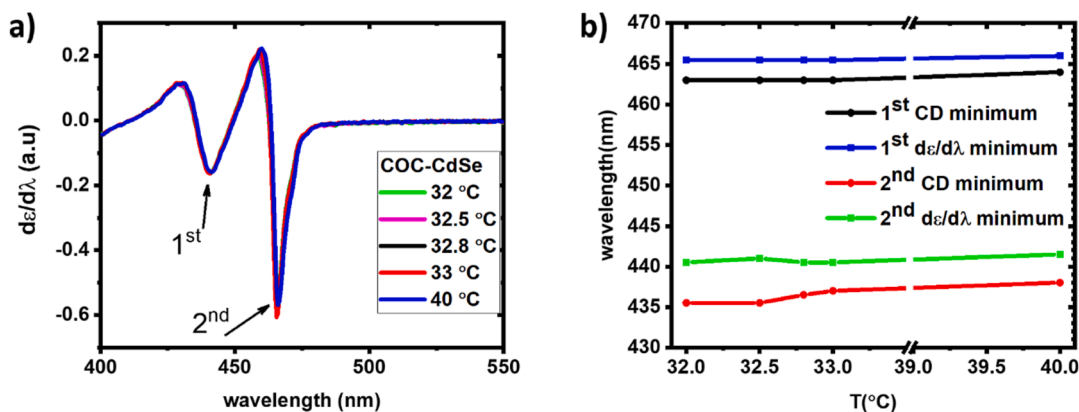 a)
dε/dλ (a.u)
0.2
0.0
-0.2
-0.4
-0.6
1st
2nd
COC-CdSe
32 °C
32.5 °C
32.8 °C
33 °C
40 °C
400 450 500 550
wavelength (nm)
b)
wavelength(nm)
470
465
460
455
450
445
440
435
430
1st CD minimum
1st dε/dλ minimum
2nd CD minimum
2nd dε/dλ minimum
32.0 32.5 33.0 39.0 39.5 40.0
T(°C)